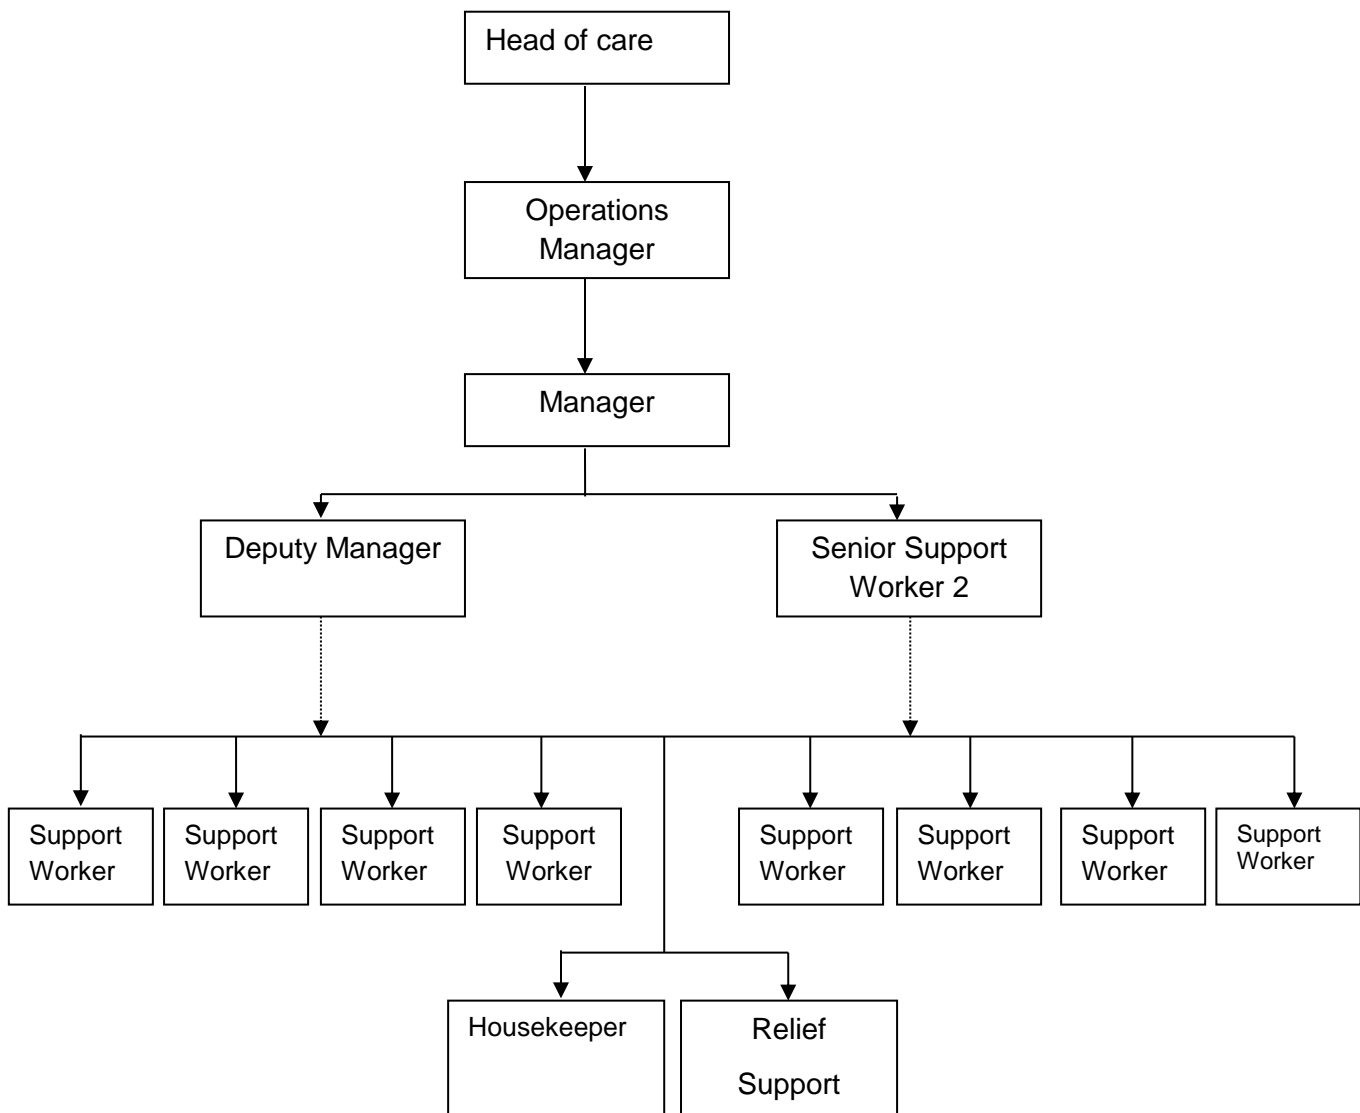 Head of care
Operations
Manager
Manager
Deputy Manager
Senior Support
Worker 2
Support
Worker
Support
Worker
Support
Worker
Support
Worker
Support
Worker
Support
Worker
Support
Worker
Support
Worker
Housekeeper
Relief
Support